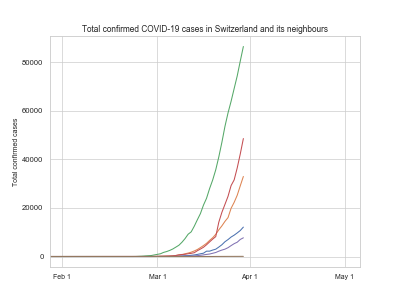 Total confirmed COVID-19 cases in Switzerland and its neighbours
Total confirmed cases
80000
60000
40000
20000
0
Feb 1 Mar 1 Apr 1 May 1